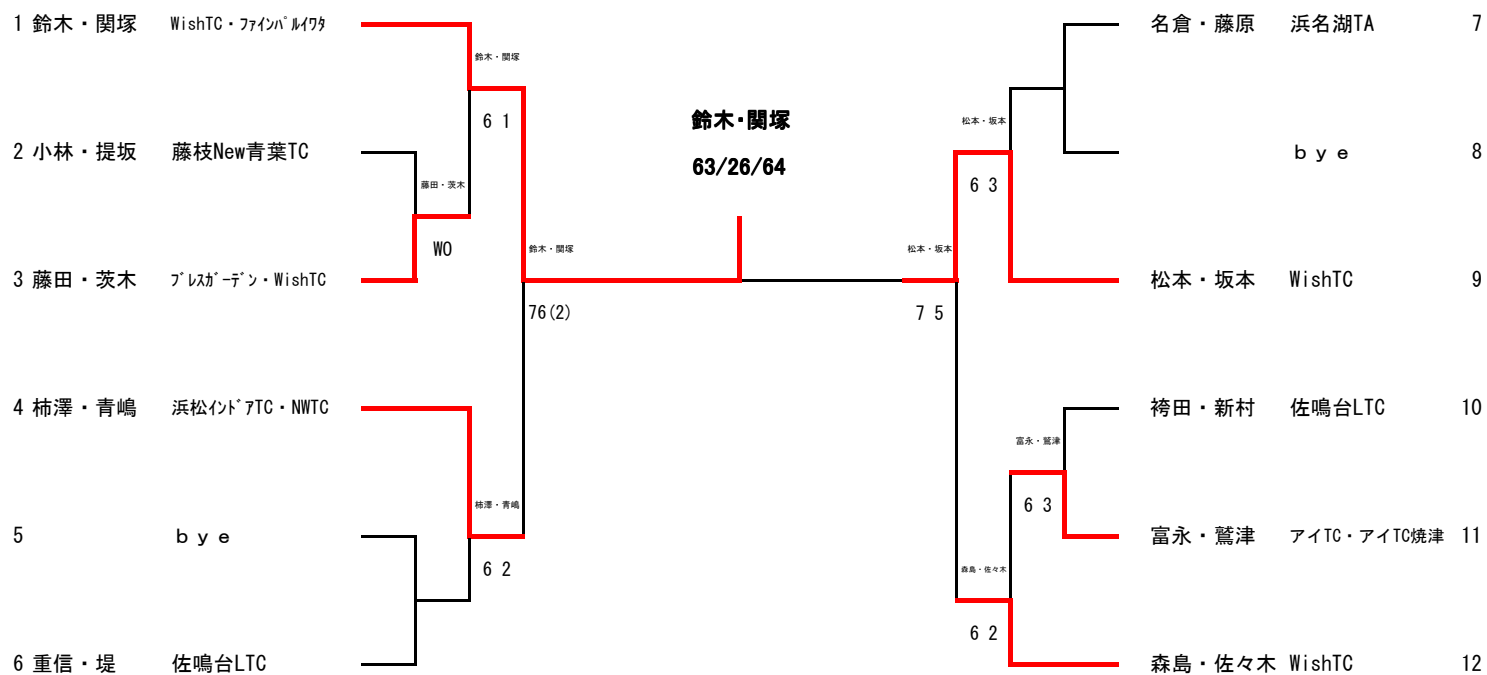 1 鈴木・関塚 WishTC・ファインパルイワタ
鈴木・関塚
6 1
2 小林・提坂 藤枝New青葉TC
藤田・茨木
WO
3 藤田・茨木 ブレスガーデン・WishTC
鈴木・関塚
76(2)
4 柿澤・青嶋 浜松インドアTC・NWTC
柿澤・青嶋
6 2
5 bye
6 重信・堤 佐鳴台LTC
鈴木・関塚
63/26/64
名倉・藤原 浜名湖TA 7
松本・坂本
6 3
bye 8
松本・坂本
7 5
松本・坂本 WishTC 9
袴田・新村 佐鳴台LTC 10
富永・鷲津
6 3
富永・鷲津 アイTC・アイTC焼津 11
森島・佐々木
6 2
森島・佐々木 WishTC 12